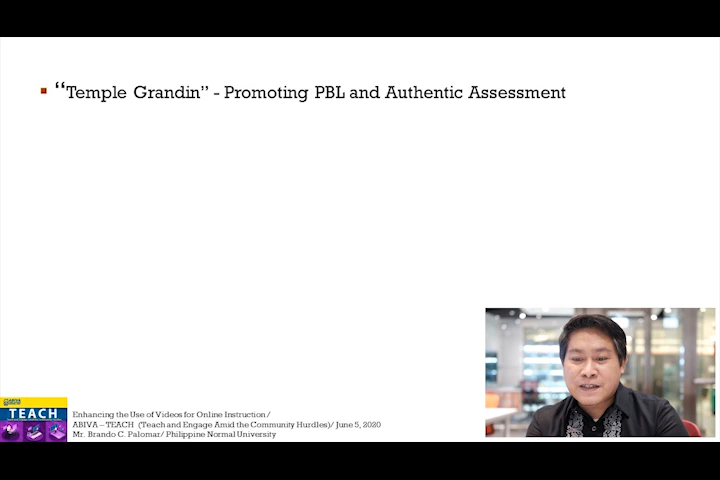 “Temple Grandin” - Promoting PBL and Authentic Assessment
ABIVA
TEACH
Enhancing the Use of Videos for Online Instruction/
ABIVA – TEACH (Teach and Engage Amid the Community Hurdles)/ June 5, 2020
Mr. Brando C. Palomar/ Philippine Normal University